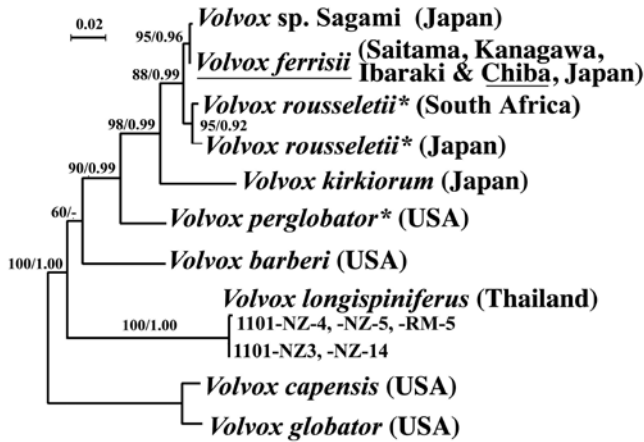 0.02
Volvox sp. Sagami (Japan)
95/0.96
Volvox ferrisii (Saitama, Kanagawa,
Ibaraki & Chiba, Japan)
88/0.99
Volvox rousseletii* (South Africa)
95/0.92
98/0.99
Volvox rousseletii* (Japan)
90/0.99
Volvox kirkiorum (Japan)
60/-
Volvox perglobator* (USA)
100/1.00
Volvox barberi (USA)
Volvox longispiniferus (Thailand)
100/1.00
1101-NZ-4, -NZ-5, -RM-5
1101-NZ3, -NZ-14
Volvox capensis (USA)
Volvox globator (USA)